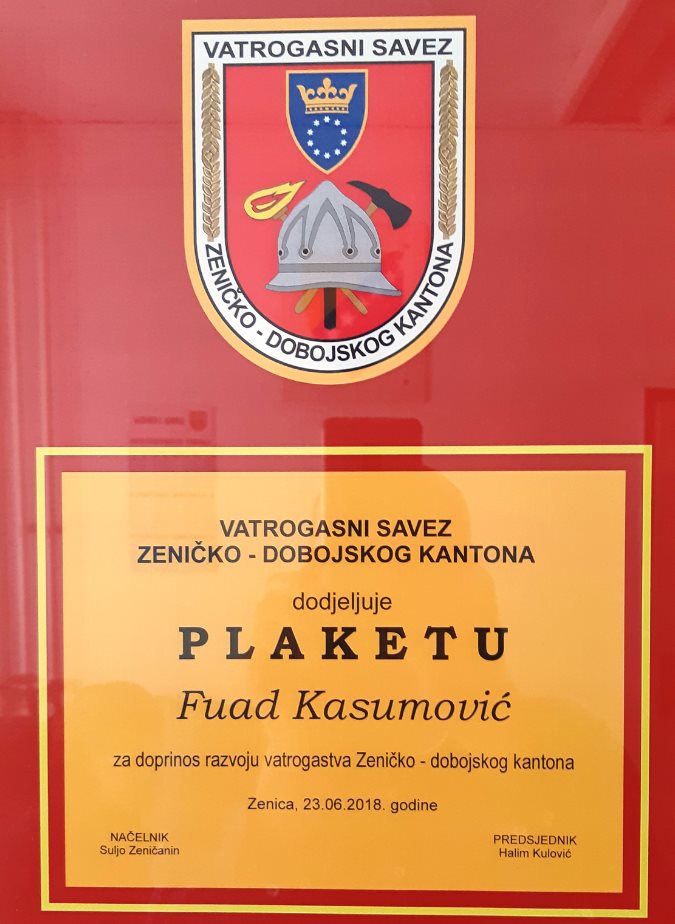 VATROGASNI SAVEZ
ZENIČKO - DOBOJSKOG KANTONA
VATROGASNI SAVEZ
ZENIČKO - DOBOJSKOG KANTONA
dodjeljuje
PLAKETU
Fuad Kasumović
za doprinos razvoju vatrogastva Zeničko - dobojskog kantona
Zenica, 23.06.2018. godine
NAČELNIK
Suljo Zeničanin
PREDSJEDNIK
Halim Kulović